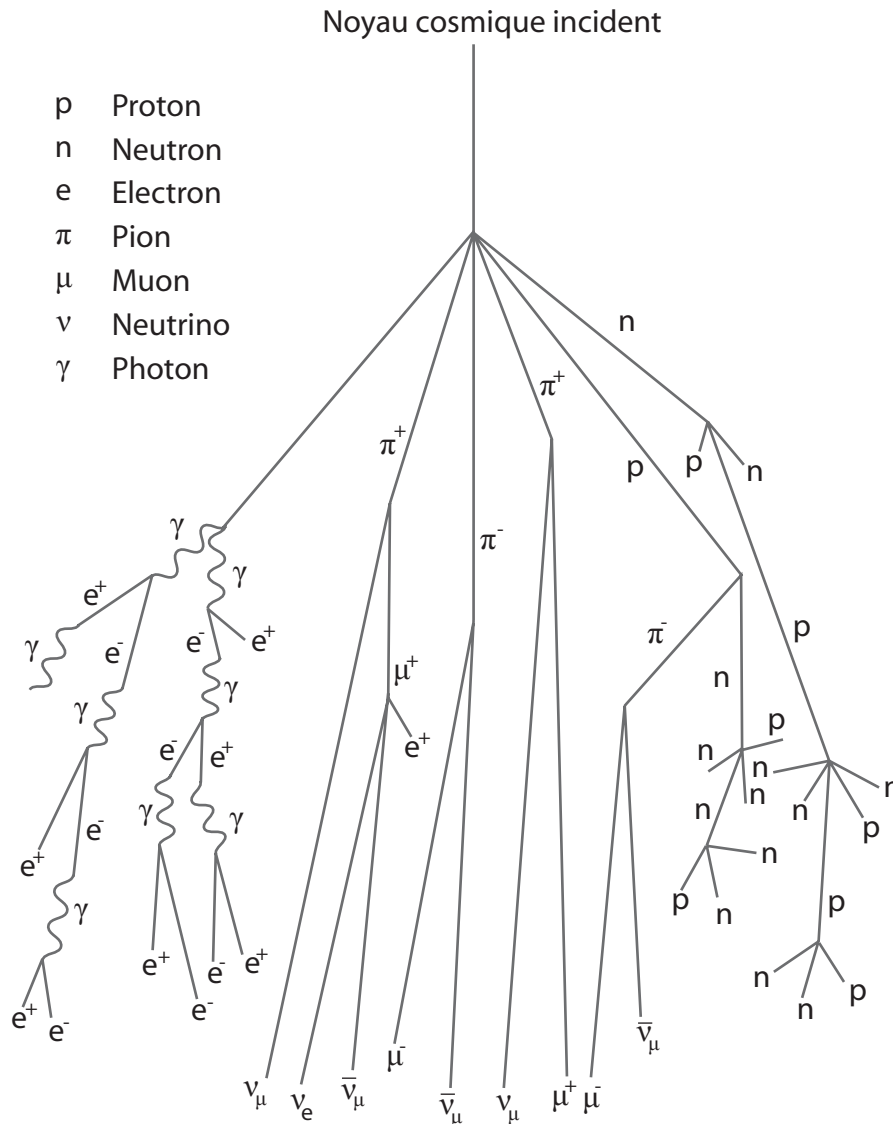 Noyau cosmique incident
p Proton
n Neutron
e Electron
π Pion
μ Muon
ν Neutrino
γ Photon
n
π⁺
π⁺
p
p
n
γ
π⁻
γ
e⁺
e⁻
e⁺
π⁻
p
γ
e⁻
μ⁺
n
γ
γ
p
e⁺
n
n
e⁻
e⁺
n
n
n
γ
n
p
e⁻
γ
e⁺
n
γ
p
n
p
e⁺
e⁻
e⁺
n
p
e⁺
e⁻
e⁻
n
ν̅μ
μ⁻
νμ
νe
ν̅μ
ν̅μ
νμ
μ⁺
μ⁻